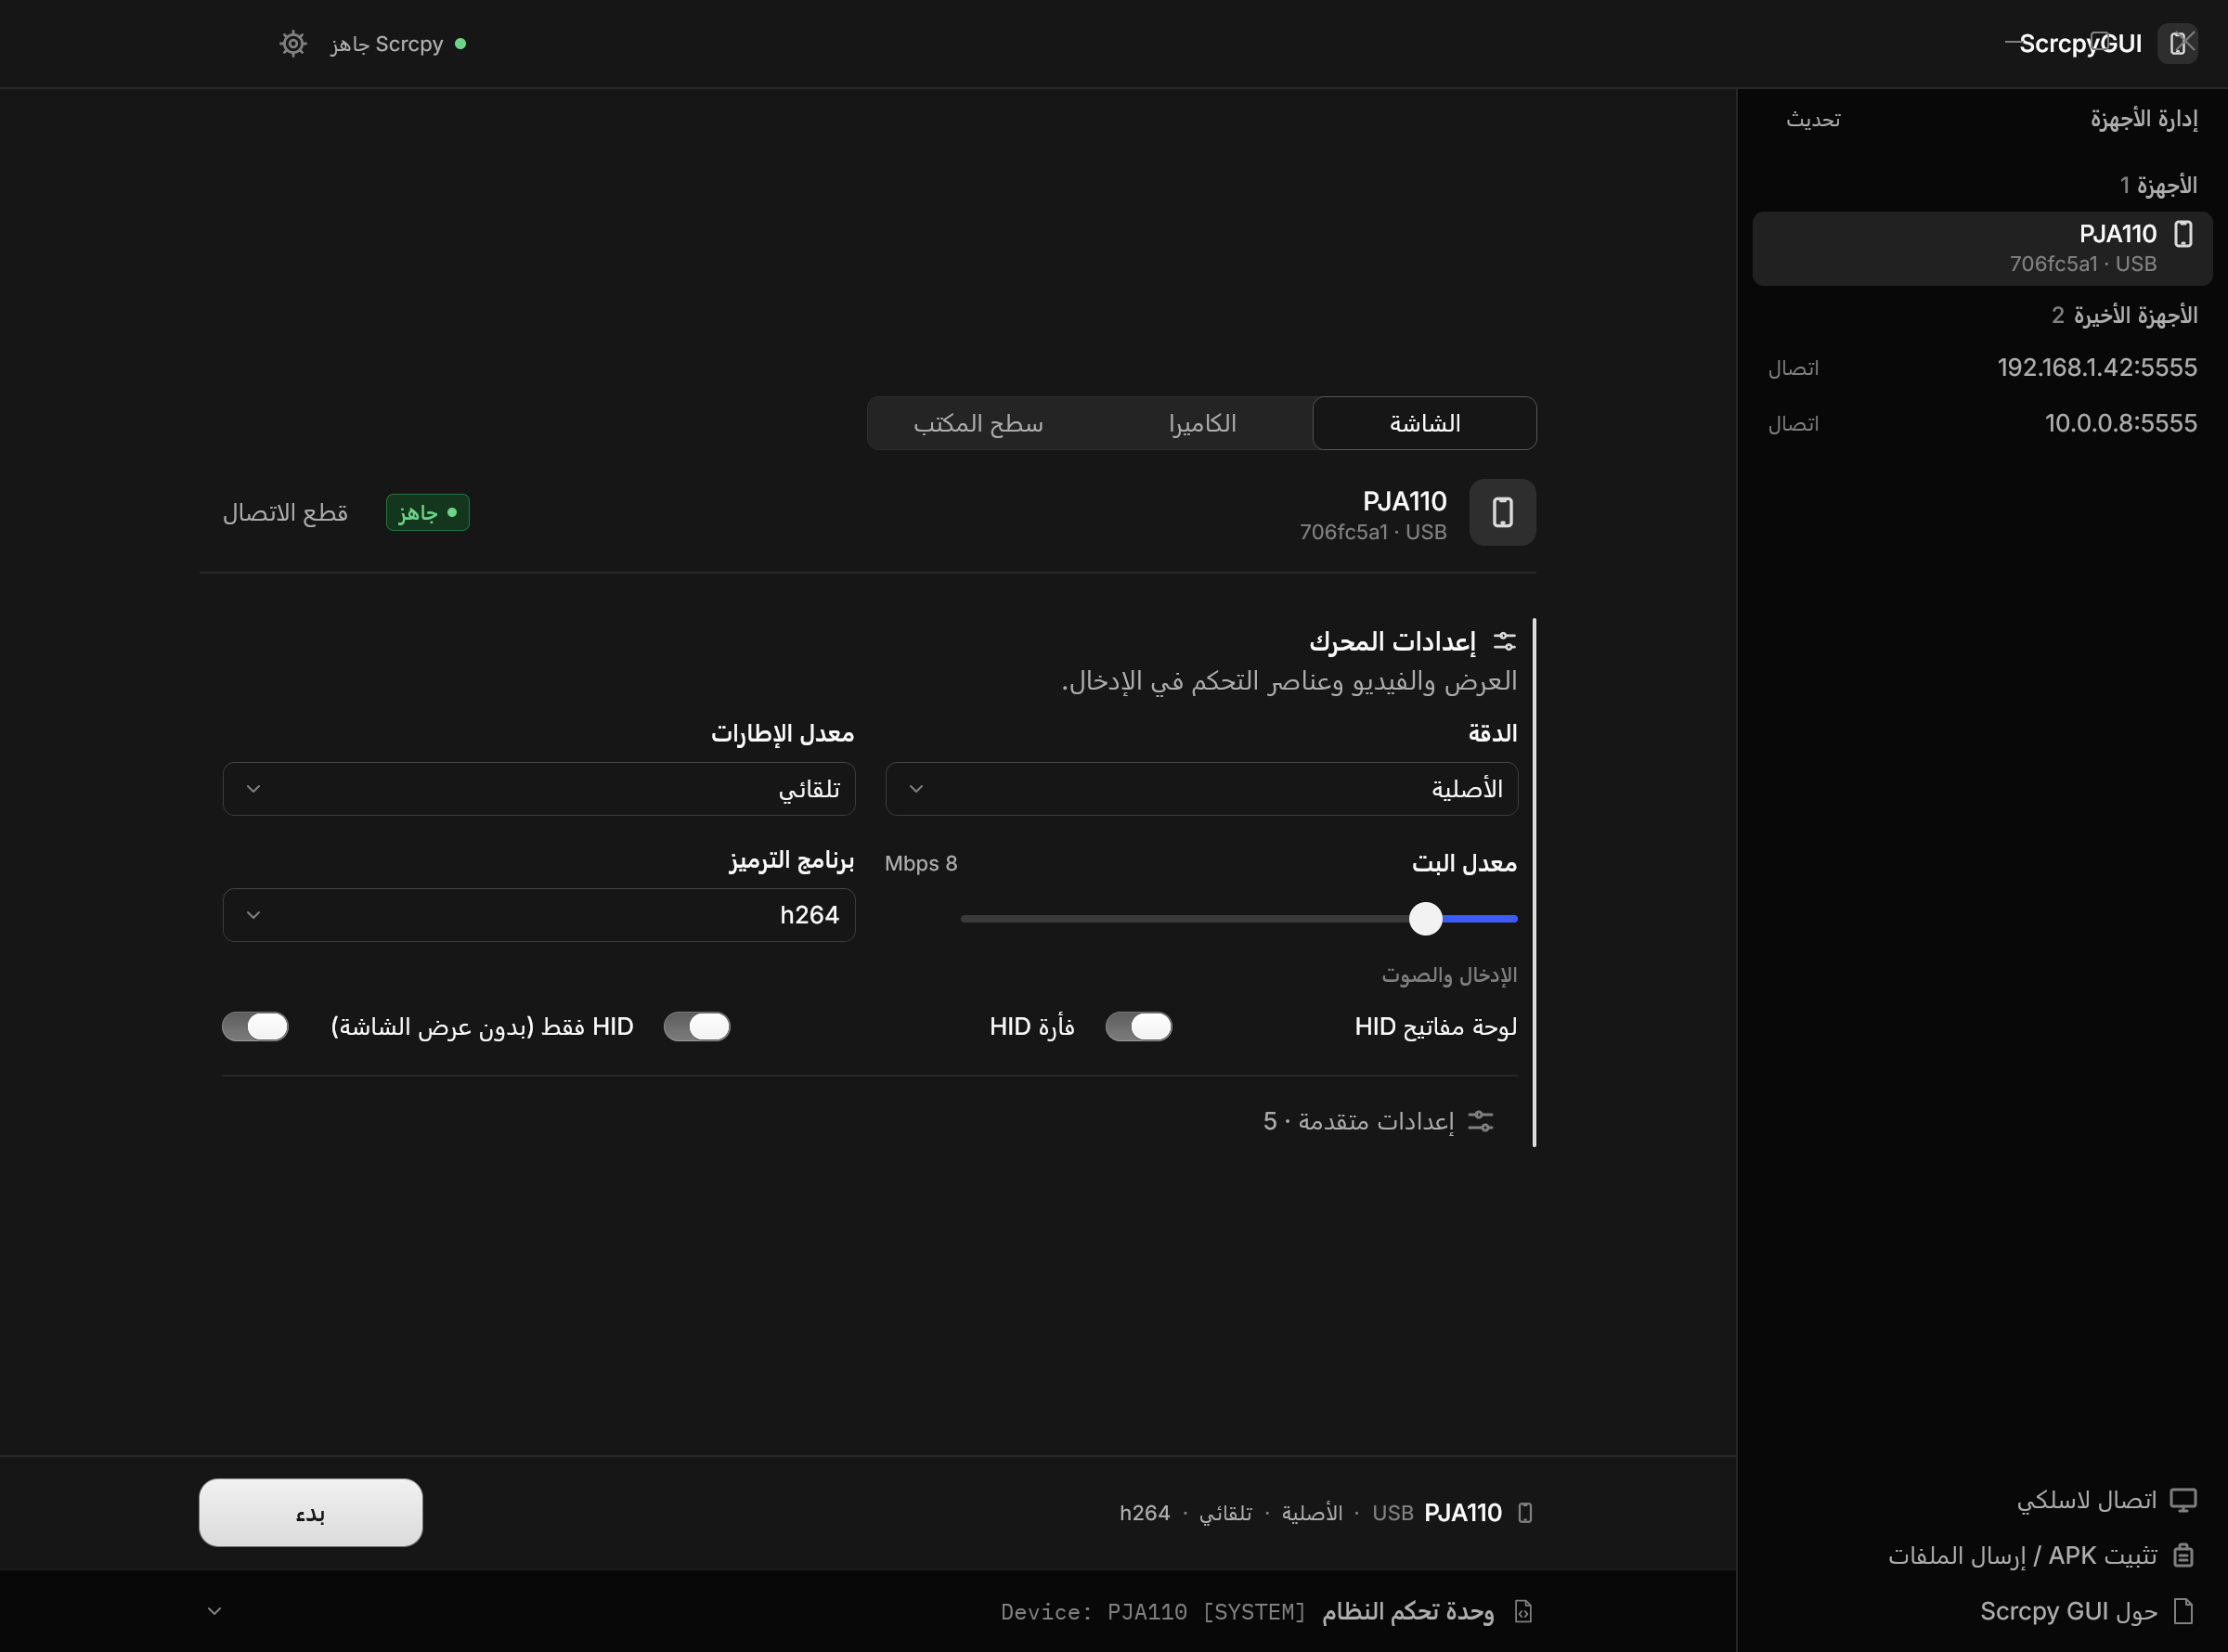 ScrcpyGUI
Scrcpy جاهز
إدارة الأجهزة
تحديث
الأجهزة 1
PJA110
706fc5a1 · USB
الأجهزة الأخيرة 2
192.168.1.42:5555
اتصال
10.0.0.8:5555
اتصال
اتصال لاسلكي
تثبيت APK / إرسال الملفات
حول Scrcpy GUI
الشاشة
الكاميرا
سطح المكتب
PJA110
706fc5a1 · USB
جاهز
قطع الاتصال
إعدادات المحرك
العرض والفيديو وعناصر التحكم في الإدخال.
الدقة
معدل الإطارات
الأصلية
تلقائي
معدل البت
8 Mbps
برنامج الترميز
h264
الإدخال والصوت
لوحة مفاتيح HID
فأرة HID
HID فقط (بدون عرض الشاشة)
إعدادات متقدمة · 5
PJA110 USB · الأصلية · تلقائي · h264
بدء
وحدة تحكم النظام
Device: PJA110 [SYSTEM]